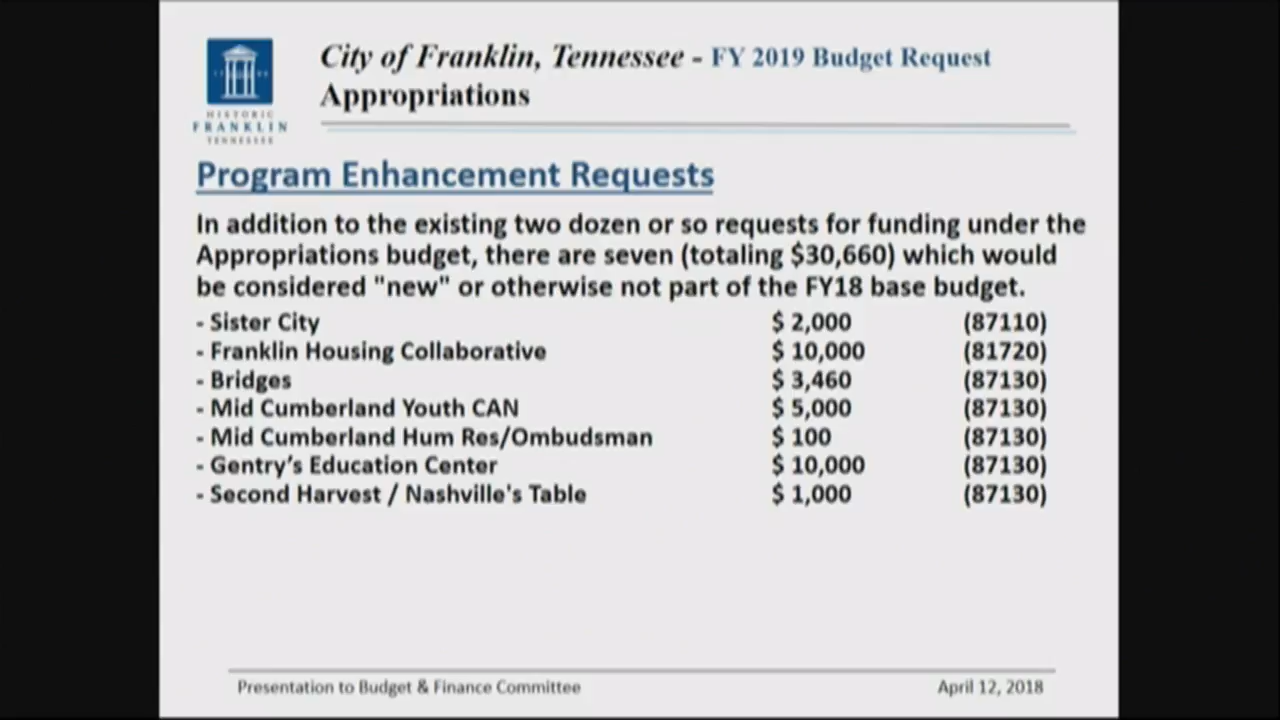 HISTORIC
FRANKLIN
TENNESSEE
City of Franklin, Tennessee - FY 2019 Budget Request
Appropriations
Program Enhancement Requests
In addition to the existing two dozen or so requests for funding under the
Appropriations budget, there are seven (totaling $30,660) which would
be considered "new" or otherwise not part of the FY18 base budget.
- Sister City $ 2,000 (87110)
- Franklin Housing Collaborative $ 10,000 (81720)
- Bridges $ 3,460 (87130)
- Mid Cumberland Youth CAN $ 5,000 (87130)
- Mid Cumberland Hum Res/Ombudsman $ 100 (87130)
- Gentry's Education Center $ 10,000 (87130)
- Second Harvest / Nashville's Table $ 1,000 (87130)
Presentation to Budget & Finance Committee April 12, 2018